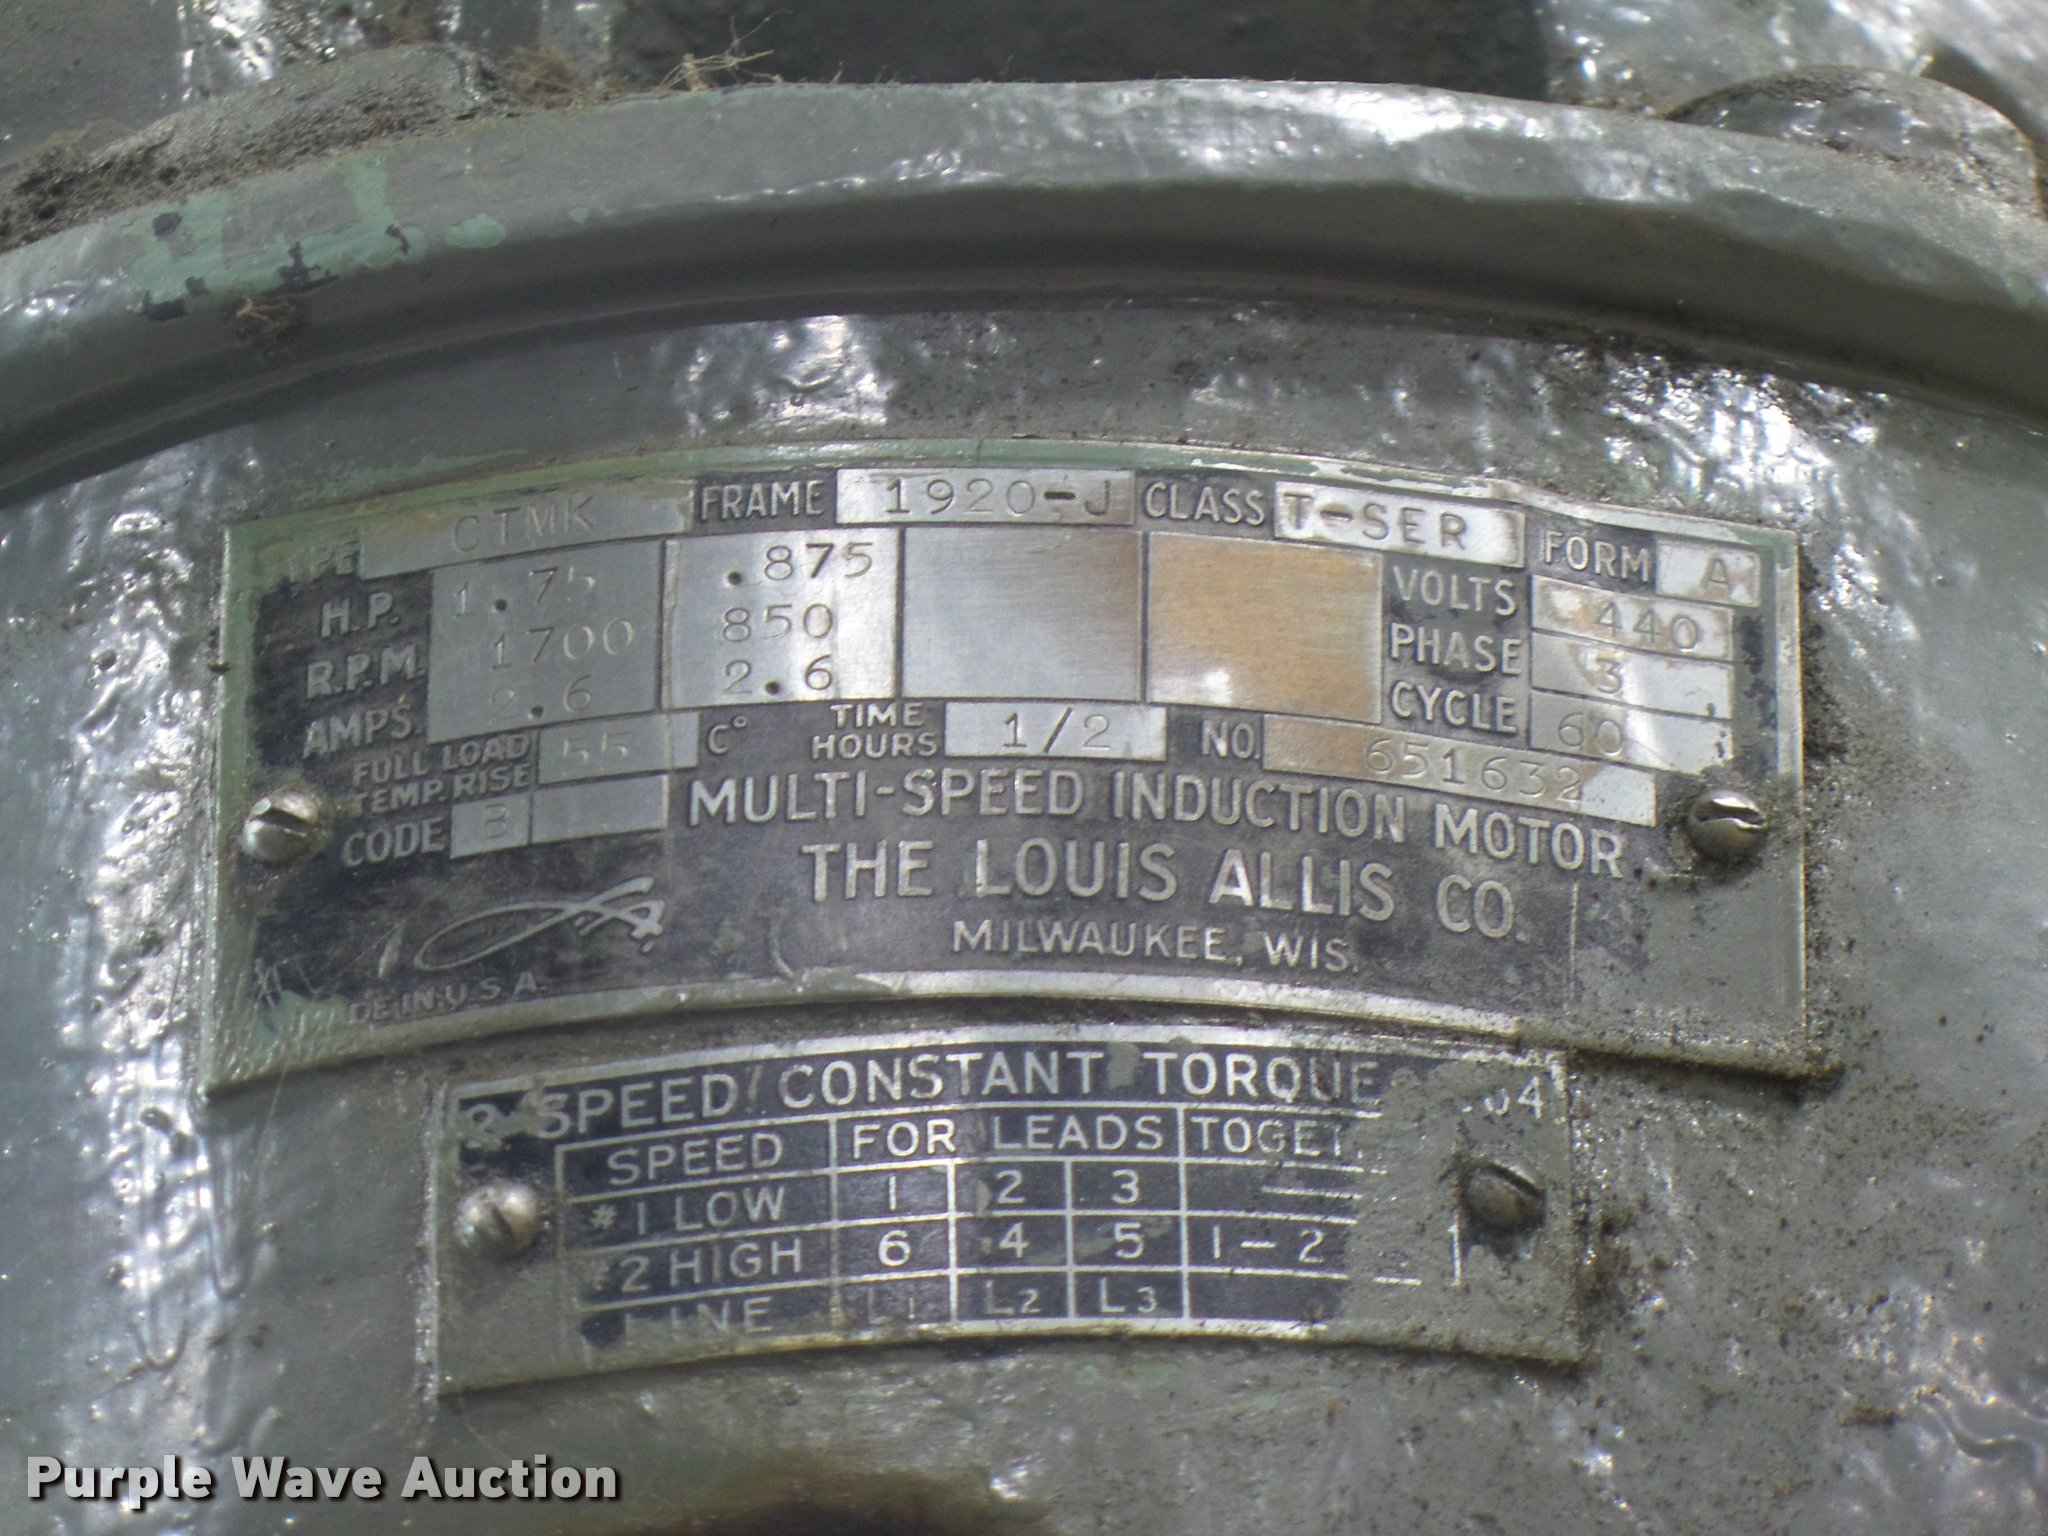 CTMK FRAME 1920-J CLASS T-SER FORM A
H.P. 1.75 .875 VOLTS 440
R.P.M. 1700 850 PHASE 3
AMPS. 2.6 2.6 CYCLE 60
FULL LOAD TEMP. RISE 55 C° TIME HOURS 1/2 NO. 651632
CODE B
MULTI-SPEED INDUCTION MOTOR
THE LOUIS ALLIS CO.
MILWAUKEE, WIS.
IN U.S.A.
2-SPEED CONSTANT TORQUE
SPEED FOR LEADS
#1 LOW 1 2 3 —
#2 HIGH 6 4 5 1-2
LINE L1 L2 L3
Purple Wave Auction